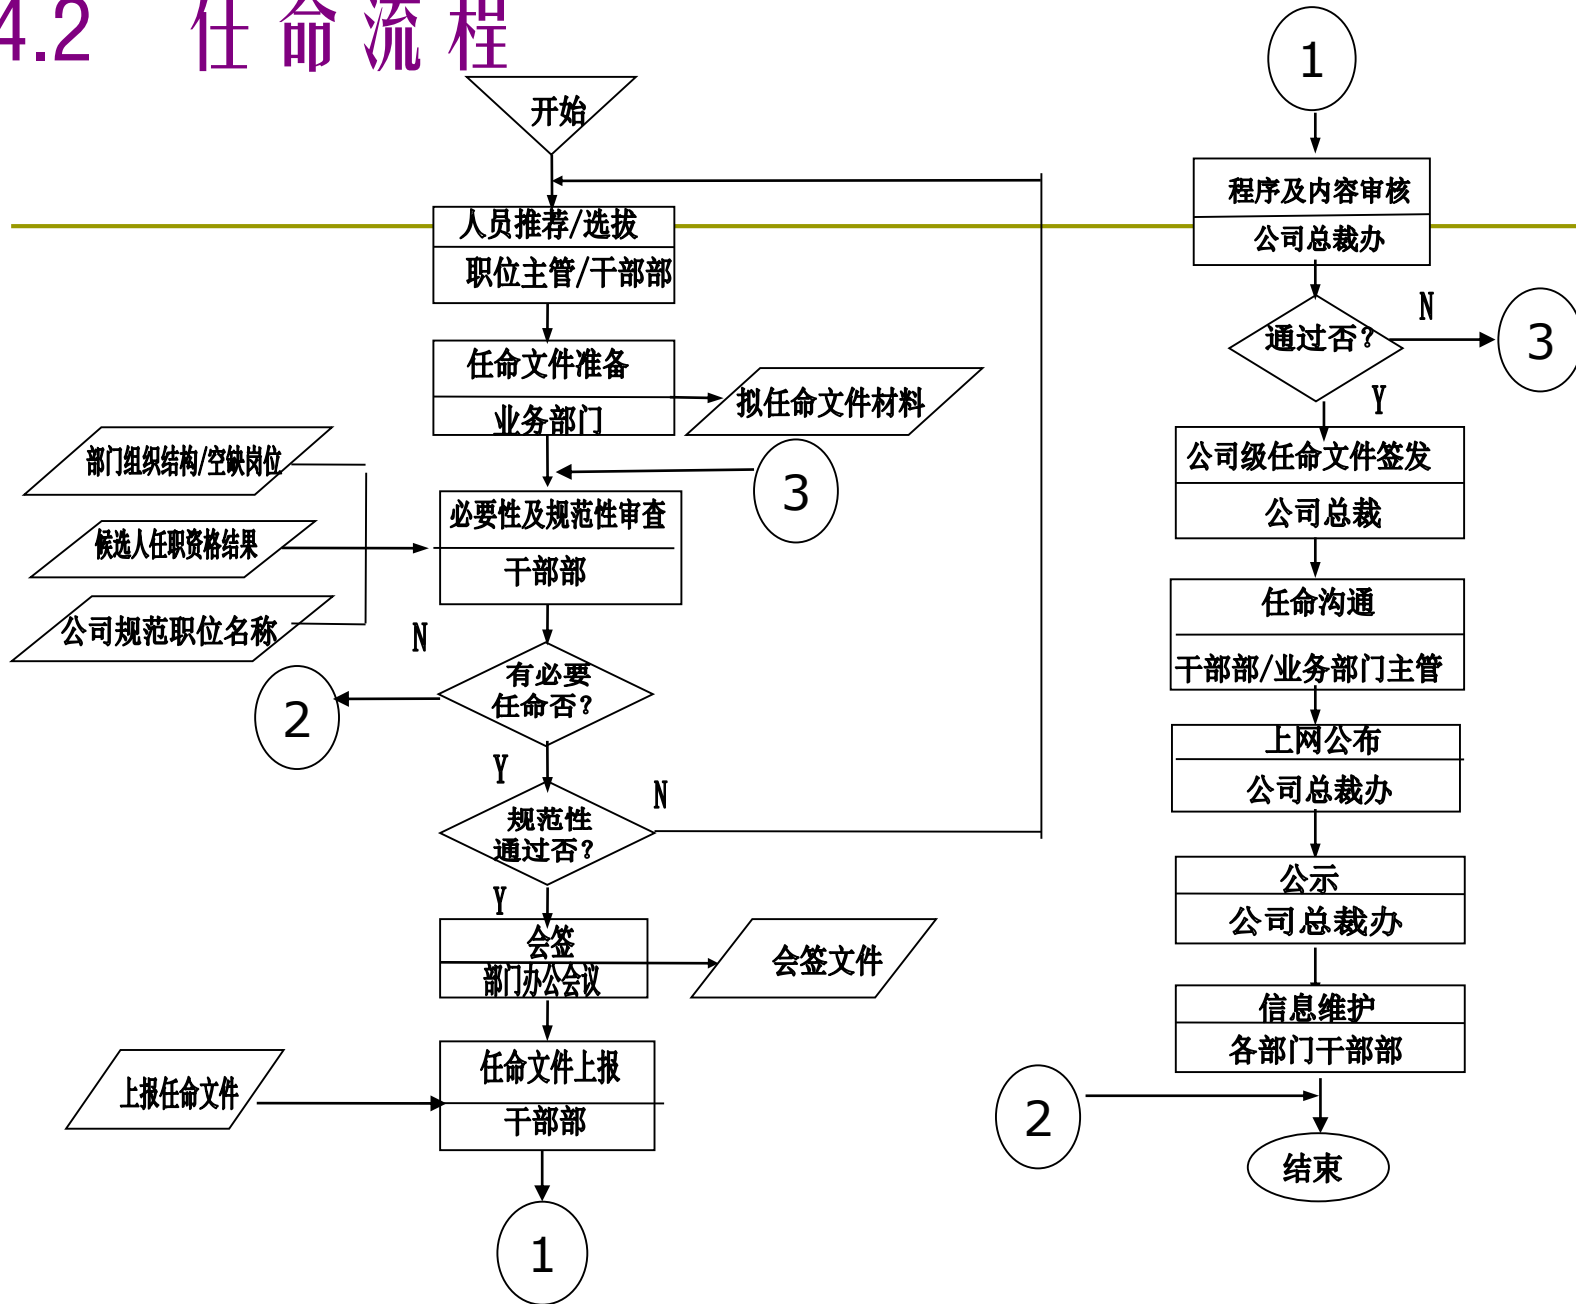 4.2 任命流程
开始
人员推荐/选拔
职位主管/干部部
任命文件准备
业务部门
拟任命文件材料
部门组织结构/空缺岗位
候选人任职资格结果
公司规范职位名称
3
必要性及规范性审查
干部部
N
有必要
任命否?
2
Y
规范性
通过否?
N
Y
会签
部门办公会议
会签文件
任命文件上报
干部部
上报任命文件
1
1
程序及内容审核
公司总裁办
通过否?
N
3
Y
公司级任命文件签发
公司总裁
任命沟通
干部部/业务部门主管
上网公布
公司总裁办
公示
公司总裁办
信息维护
各部门干部部
2
结束